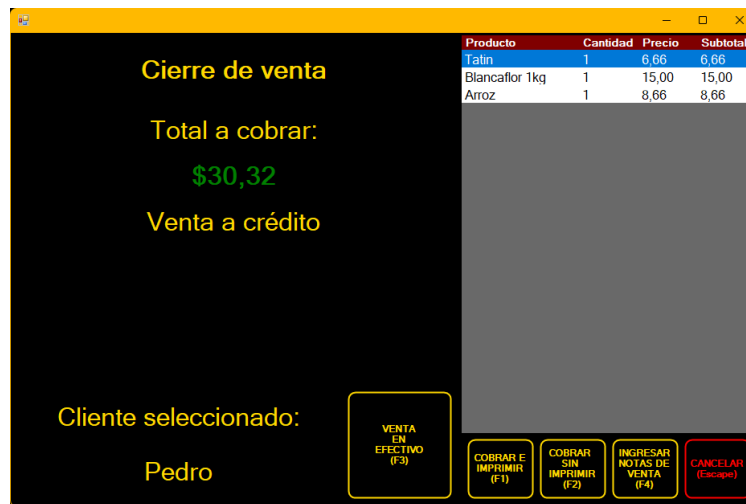 Cierre de venta
Total a cobrar:
$30,32
Venta a crédito
Cliente seleccionado:
Pedro
VENTA
EN
EFECTIVO
(F3)
Producto Cantidad Precio Subtotal
Tatin 1 6,66 6,66
Blancaflor 1kg 1 15,00 15,00
Arroz 1 8,66 8,66
COBRAR E
IMPRIMIR
(F1)
COBRAR
SIN
IMPRIMIR
(F2)
INGRESAR
NOTAS DE
VENTA
(F4)
CANCELAR
(Escape)